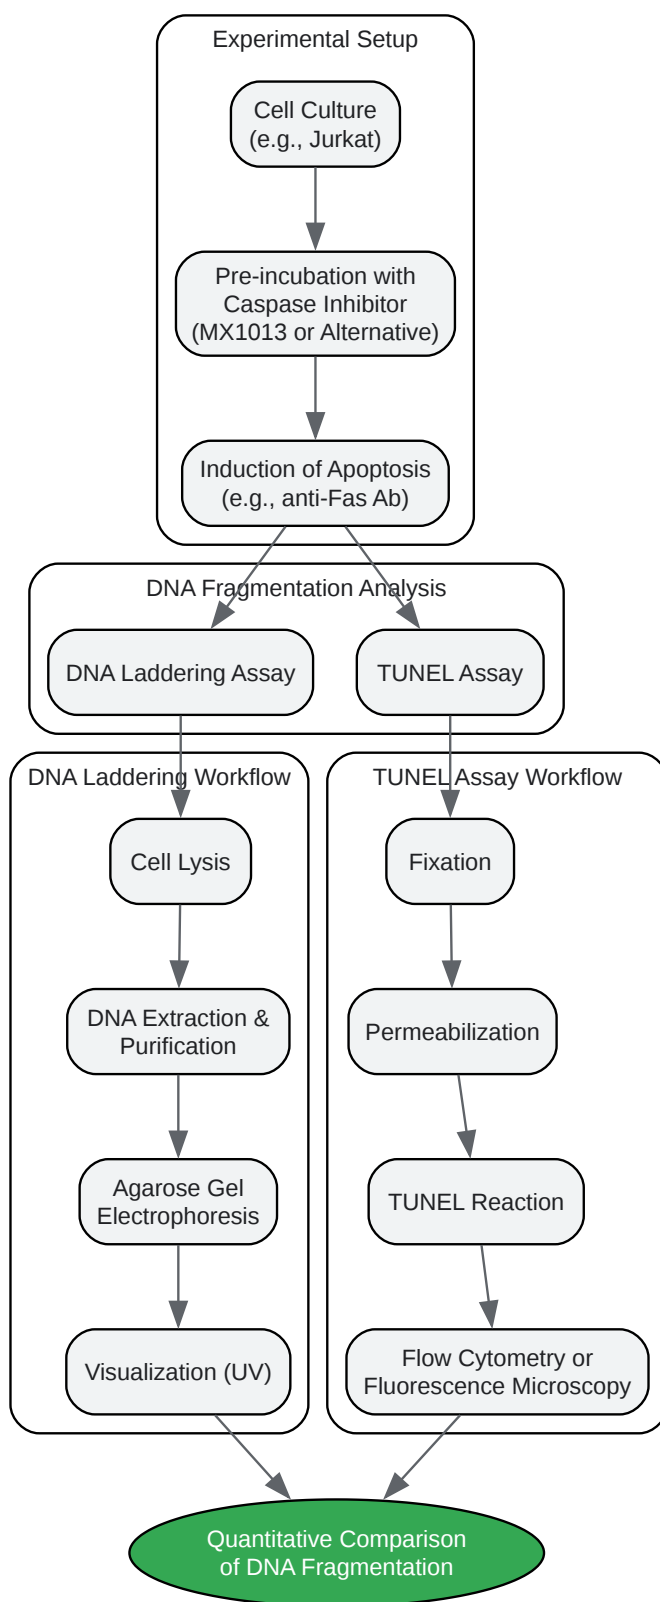 Experimental Setup
Cell Culture
(e.g., Jurkat)
Pre-incubation with
Caspase Inhibitor
(MX1013 or Alternative)
Induction of Apoptosis
(e.g., anti-Fas Ab)
DNA Fragmentation Analysis
DNA Laddering Assay
TUNEL Assay
DNA Laddering Workflow
Cell Lysis
DNA Extraction &
Purification
Agarose Gel
Electrophoresis
Visualization (UV)
TUNEL Assay Workflow
Fixation
Permeabilization
TUNEL Reaction
Flow Cytometry or
Fluorescence Microscopy
Quantitative Comparison
of DNA Fragmentation